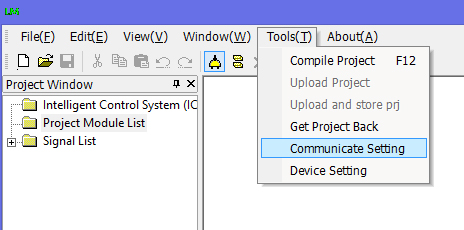 File(F) Edit(E) View(V) Window(W) Tools(T) About(A)
Project Window
Intelligent Control System (IC
Project Module List
Signal List
Compile Project F12
Upload Project
Upload and store prj
Get Project Back
Communicate Setting
Device Setting